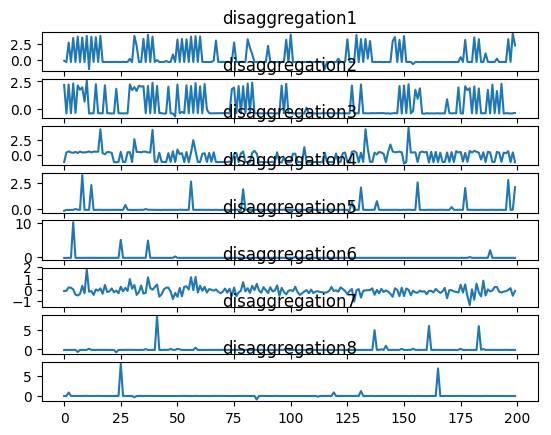 disaggregation1
2.5
0.0
disaggregation2
2.5
0.0
disaggregation3
2.5
0.0
disaggregation4
2.5
0.0
disaggregation5
10
0
disaggregation6
2
1
−1
disaggregation7
5
0
disaggregation8
5
0
0 25 50 75 100 125 150 175 200